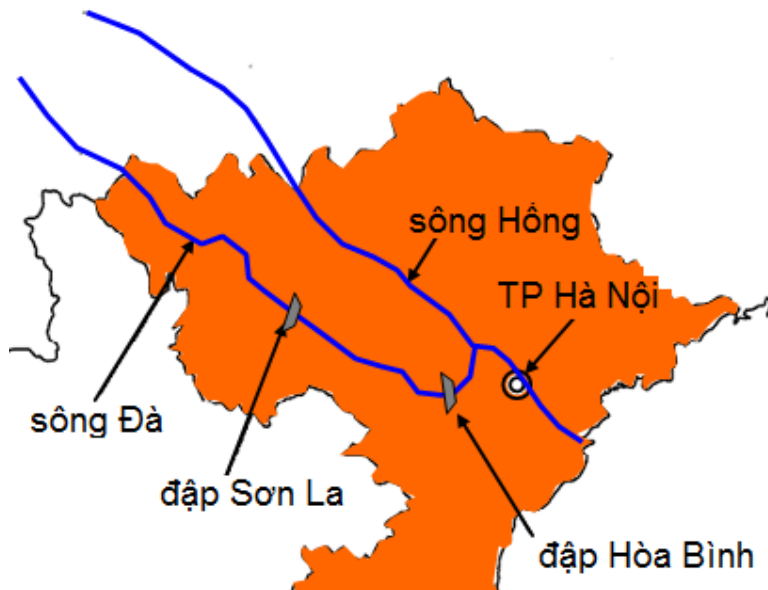 sông Hồng
TP Hà Nội
sông Đà
đập Sơn La
đập Hòa Bình